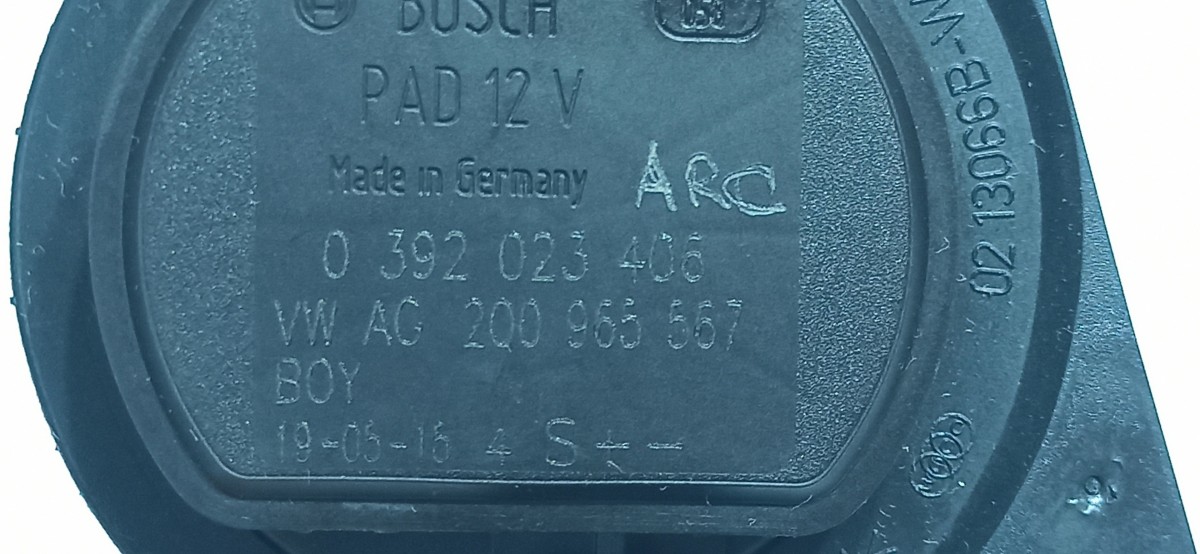 BOSCH
PAD 12 V
Made in Germany
ARC
0 392 023 406
VW AG 2Q0 965 567
BOY
19-05-16 4 S + -
02 13066B-